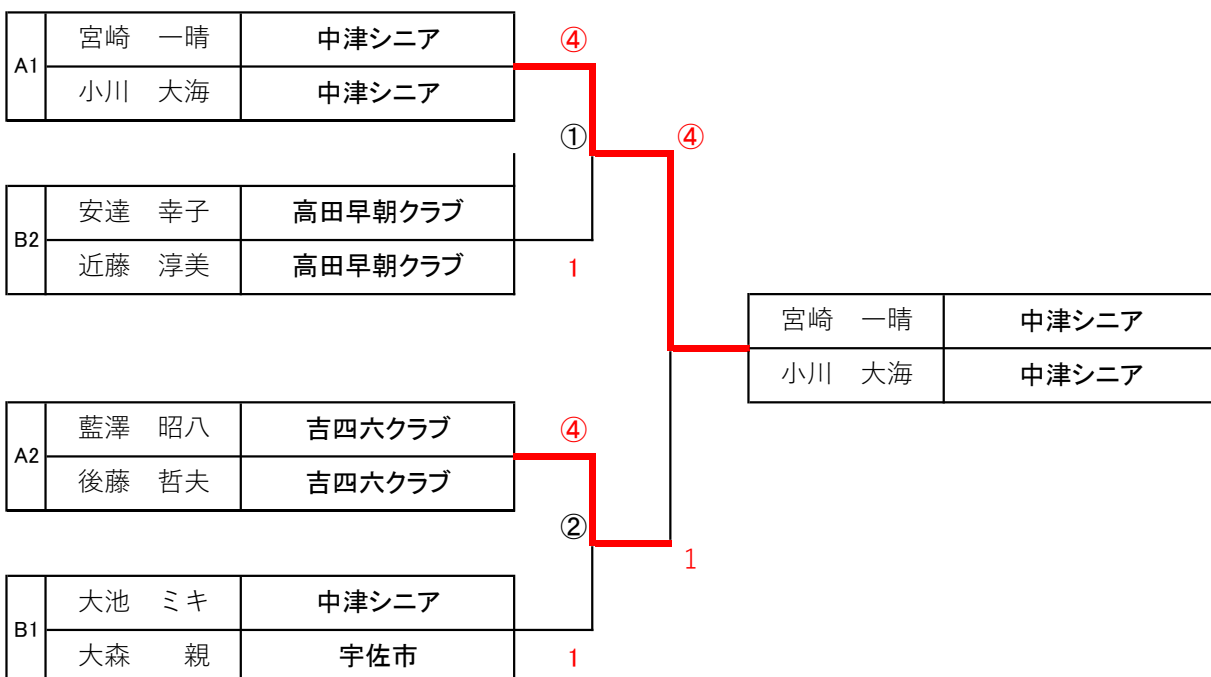 A1 宮崎　一晴 中津シニア ④
小川　大海 中津シニア
① ④
B2 安達　幸子 高田早朝クラブ
近藤　淳美 高田早朝クラブ 1
宮崎　一晴 中津シニア
小川　大海 中津シニア
A2 藍澤　昭八 吉四六クラブ ④
後藤　哲夫 吉四六クラブ
② 1
B1 大池　ミキ 中津シニア
大森　　親 宇佐市 1